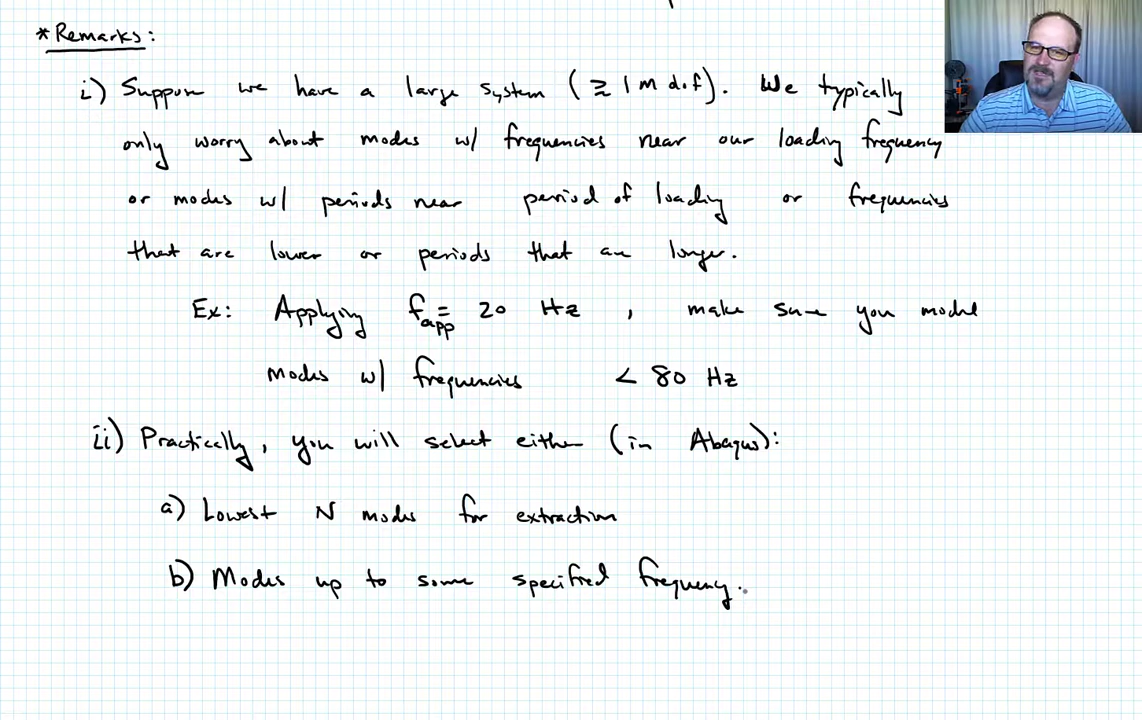 * Remarks:
i) Suppose we have a large system (≥ 1 M d.o.f). We typically
only worry about modes w/ frequencies near our loading frequency
or modes w/ periods near period of loading or frequencies
that are lower or periods that are longer.
Ex: Applying f_app = 20 Hz, make sure you model
modes w/ frequencies < 80 Hz
ii) Practically, you will select either (in Abaqus):
a) Lowest N modes for extraction
b) Modes up to some specified frequency.